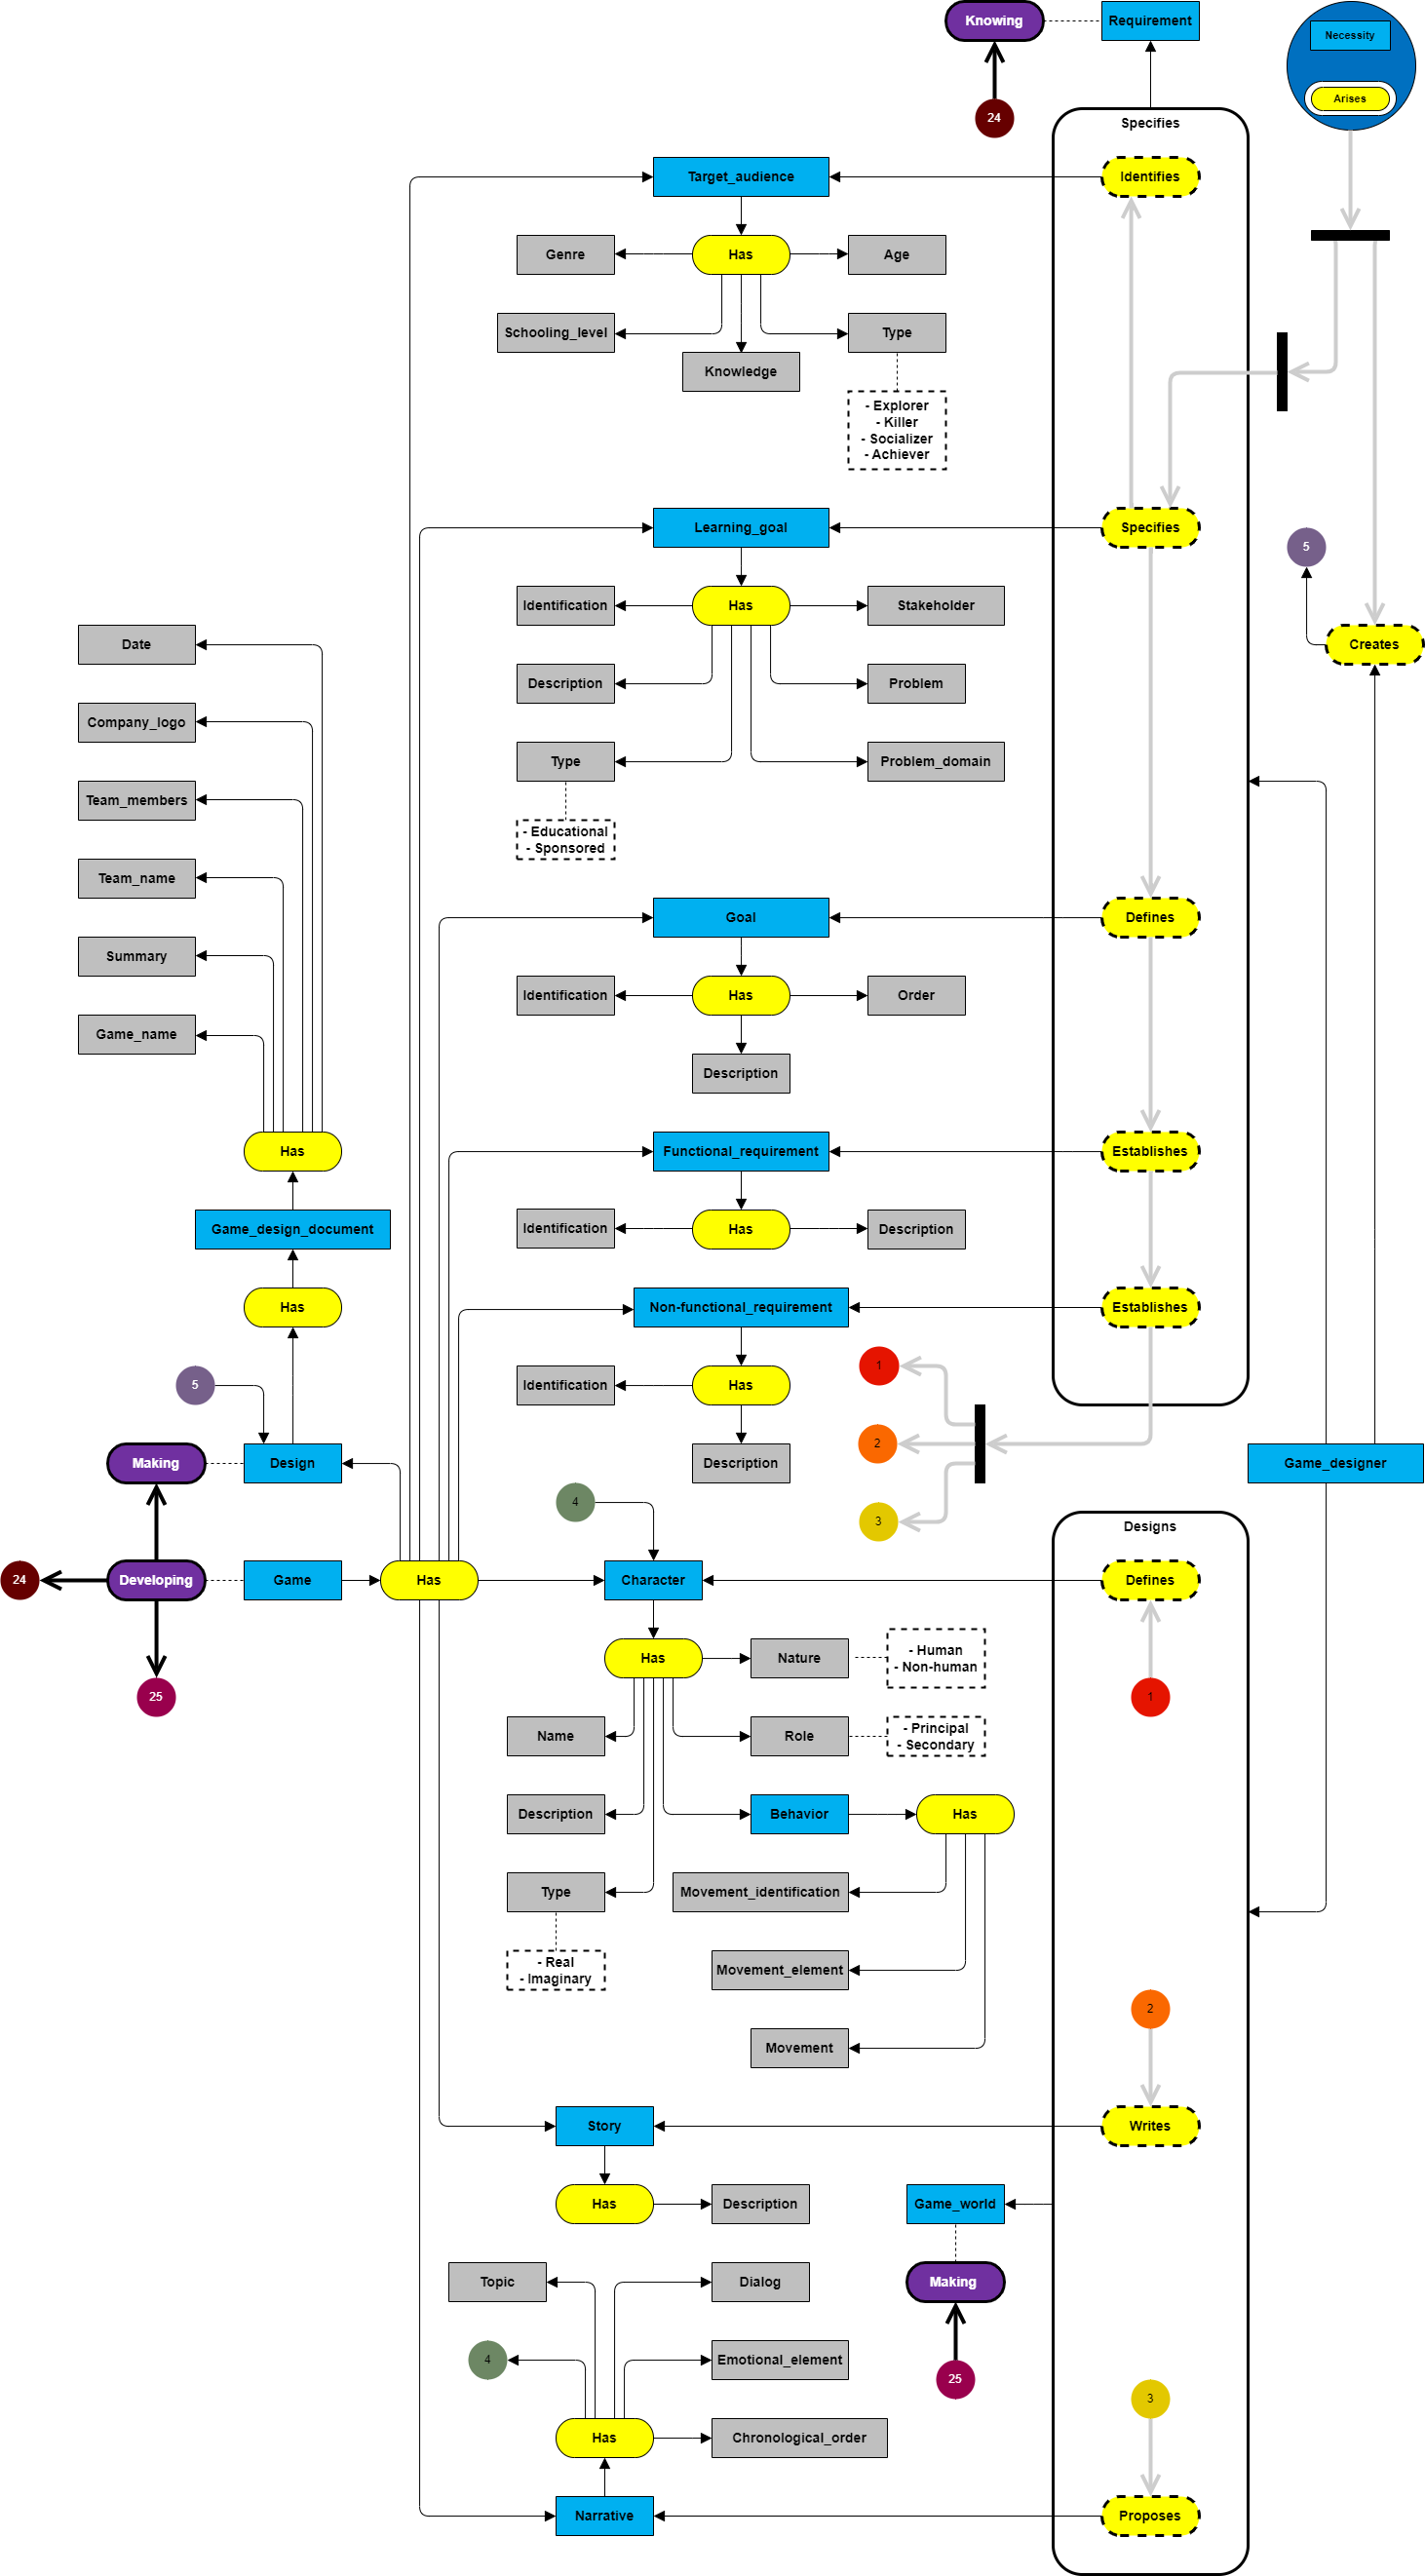 Knowing
Requirement
Necessity
Arises
24
Specifies
Target_audience
Identifies
Genre
Has
Age
Schooling_level
Type
Knowledge
- Explorer
- Killer
- Socializer
- Achiever
Learning_goal
Specifies
5
Identification
Has
Stakeholder
Date
Creates
Description
Problem
Company_logo
Type
Problem_domain
Team_members
- Educational
- Sponsored
Team_name
Goal
Defines
Summary
Identification
Has
Order
Game_name
Description
Has
Functional_requirement
Establishes
Game_design_document
Identification
Has
Description
Has
Non-functional_requirement
Establishes
1
5
Identification
Has
2
Making
Design
Description
Game_designer
4
3
Designs
24
Developing
Game
Has
Character
Defines
Has
Nature
- Human
- Non-human
25
1
Name
Role
- Principal
- Secondary
Description
Behavior
Has
Type
Movement_identification
- Real
- Imaginary
Movement_element
2
Movement
Story
Writes
Has
Description
Game_world
Topic
Dialog
Making
4
Emotional_element
25
3
Has
Chronological_order
Narrative
Proposes